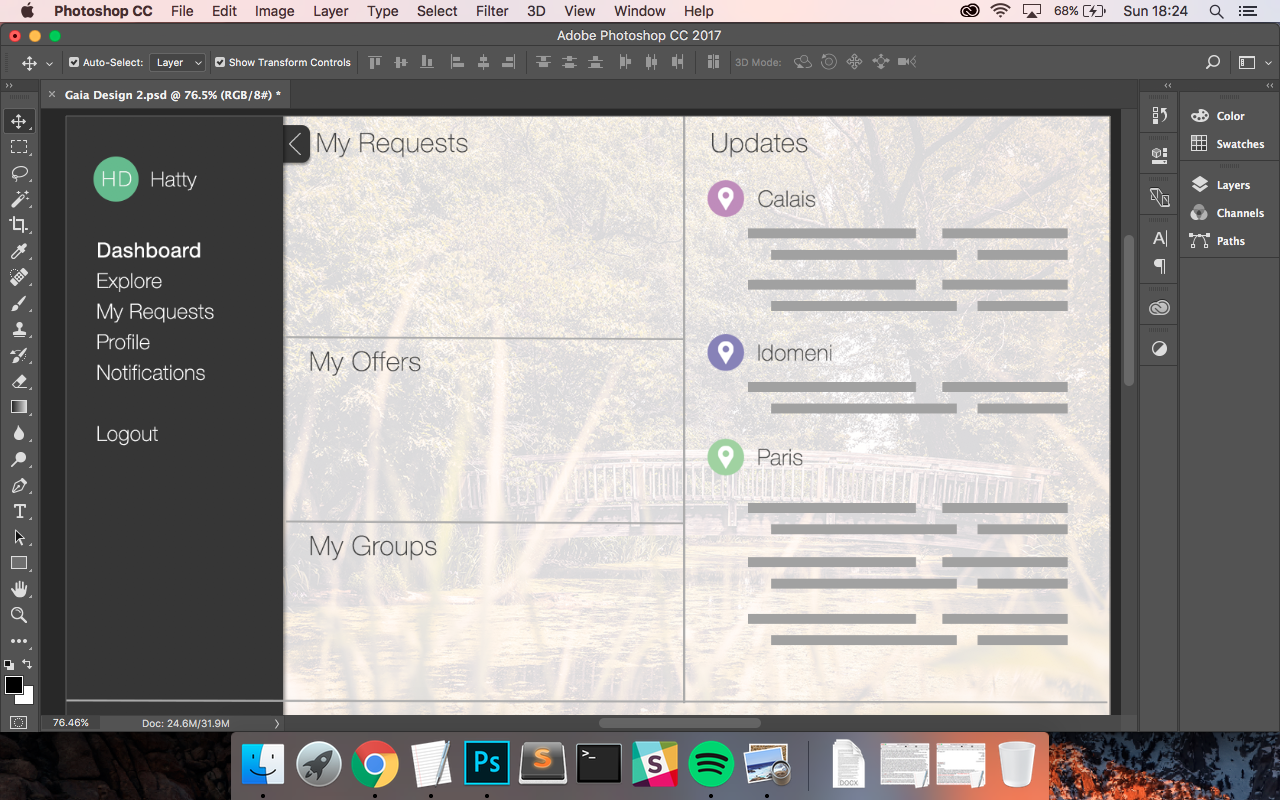 Photoshop CC File Edit Image Layer Type Select Filter 3D View Window Help 68% Sun 18:24
Adobe Photoshop CC 2017
Auto-Select: Layer Show Transform Controls 3D Mode:
Gaia Design 2.psd @ 76.5% (RGB/8#) *
My Requests
Updates
HD Hatty
Calais
Dashboard
Explore
My Requests
Profile
Notifications
Logout
My Offers
Idomeni
Paris
My Groups
Color
Swatches
Layers
Channels
Paths
76.46% Doc: 24.6M/31.9M
Ps
S
>_
S
DOCX